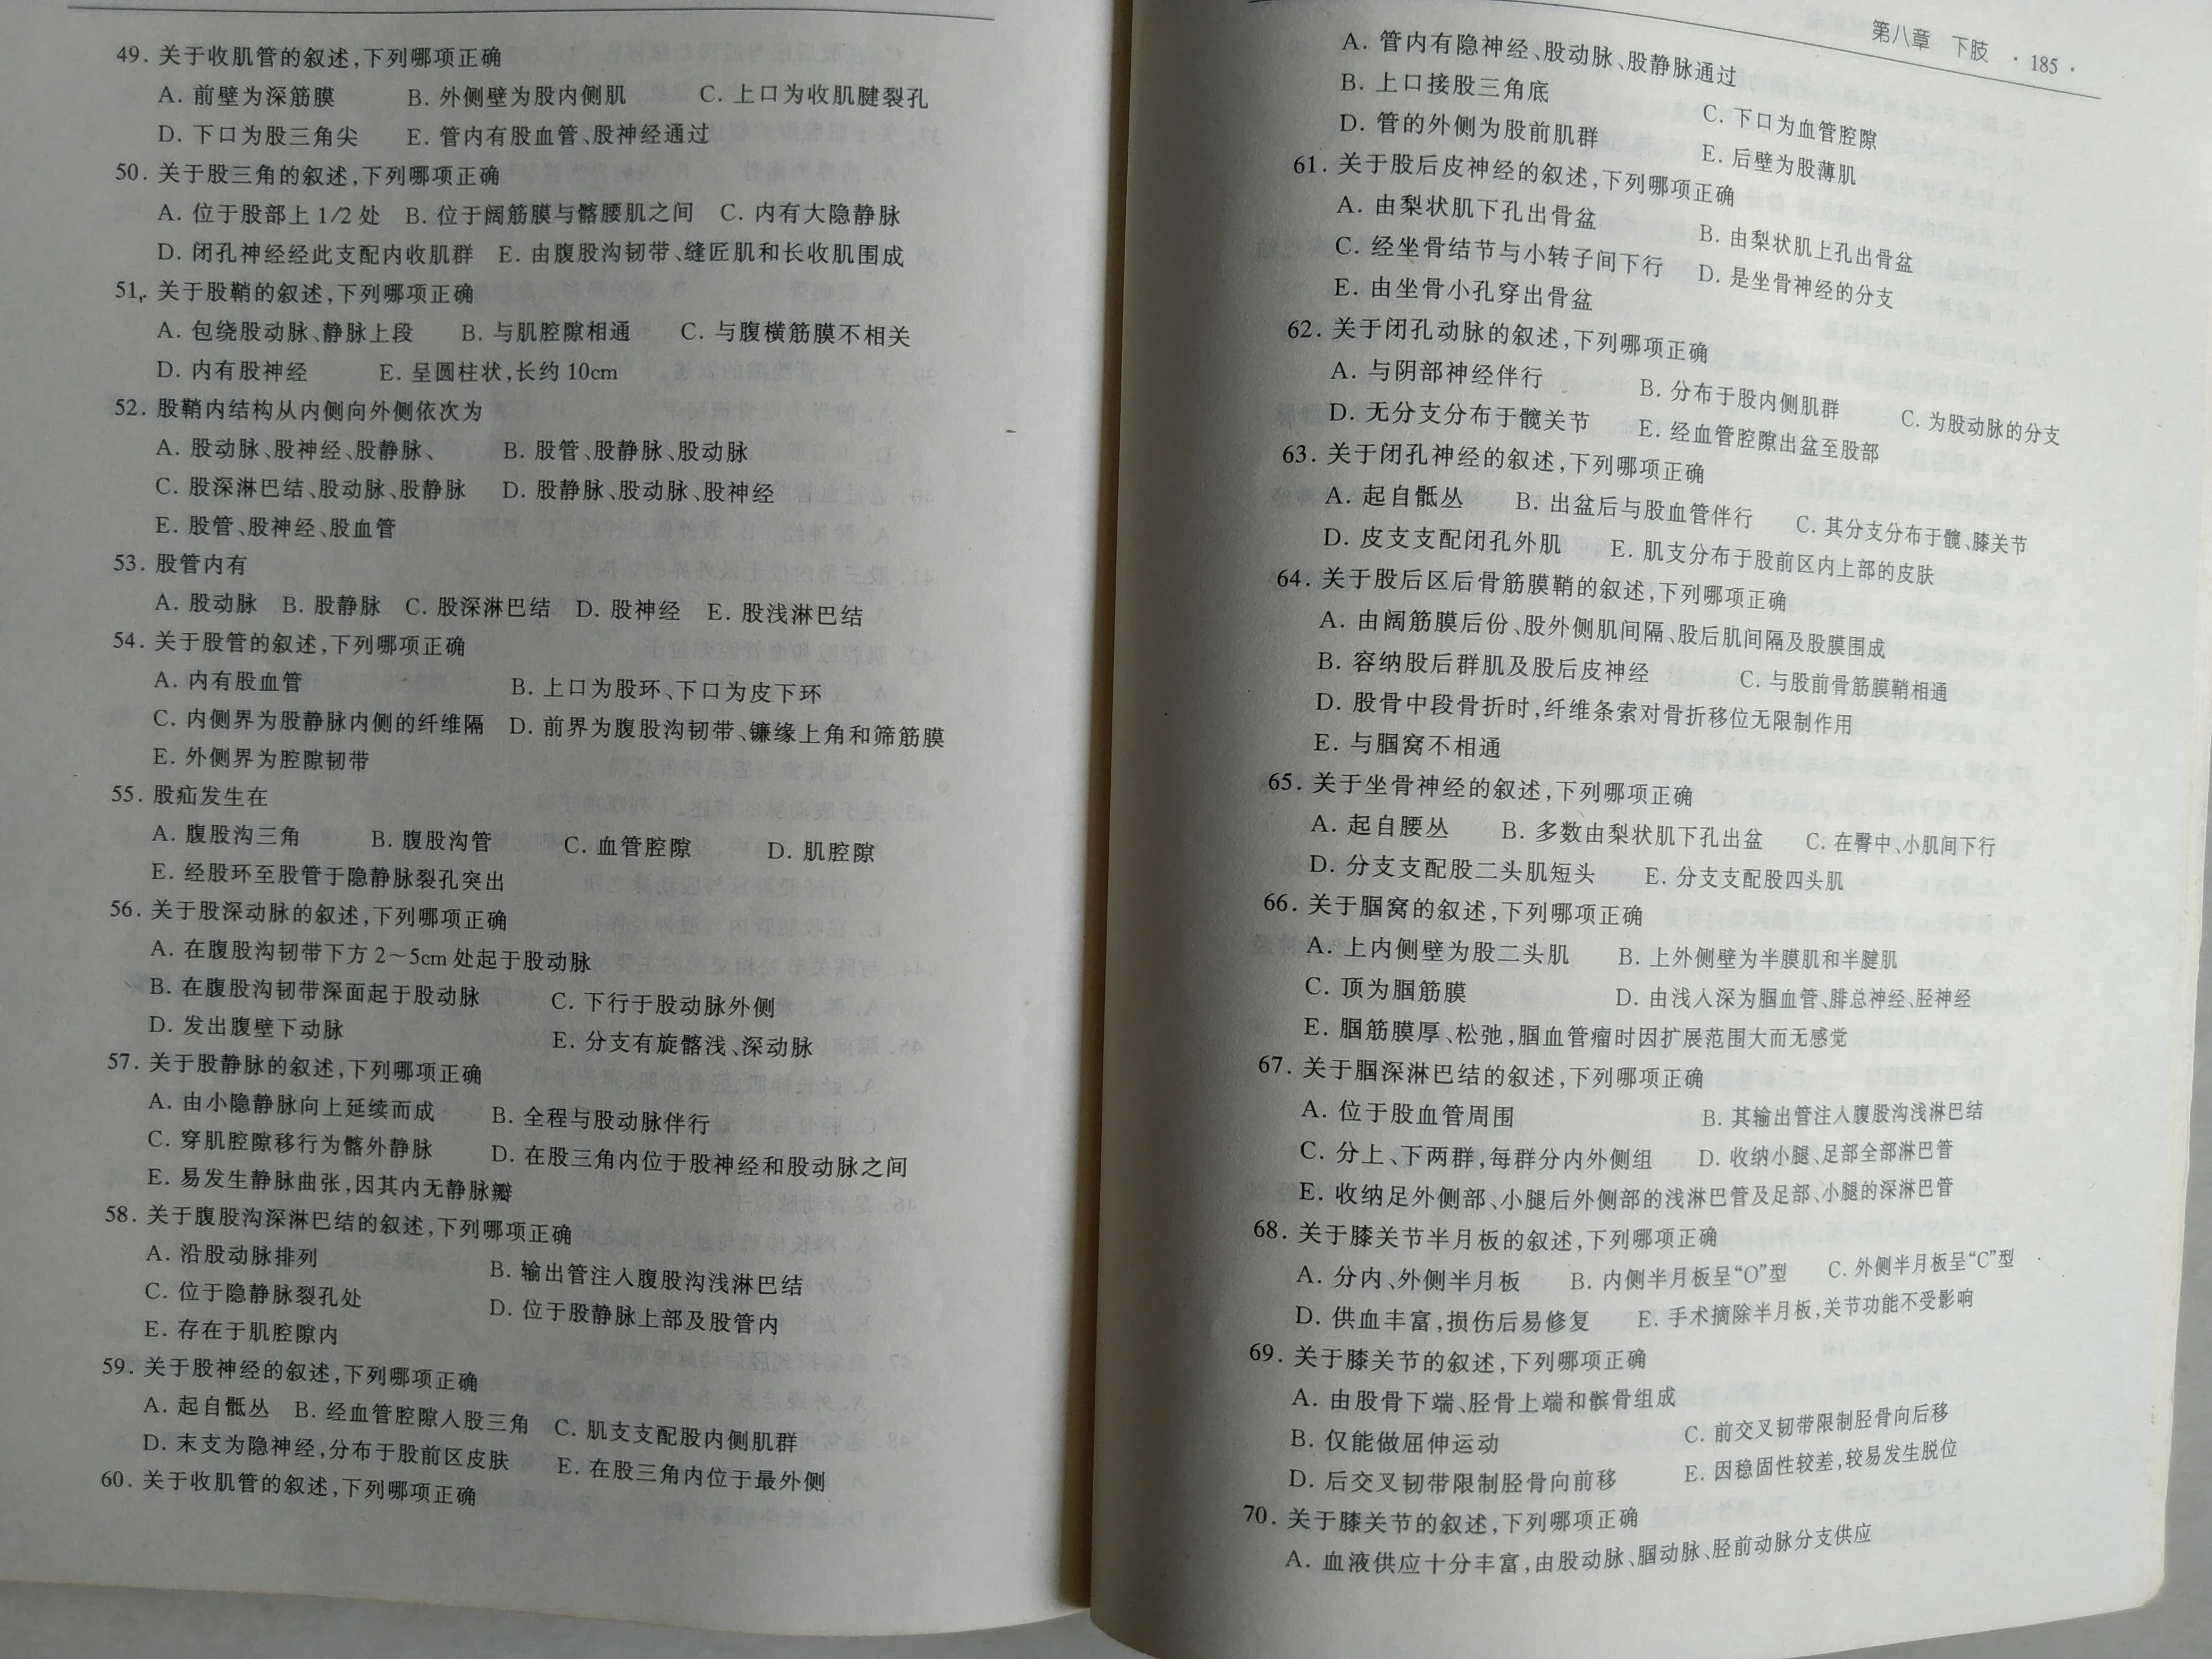 49. 关于收肌管的叙述,下列哪项正确
A. 前壁为深筋膜 B. 外侧壁为股内侧肌 C. 上口为收肌腱裂孔
D. 下口为股三角尖 E. 管内有股血管、股神经通过
50. 关于股三角的叙述,下列哪项正确
A. 位于股部上 1/2 处 B. 位于阔筋膜与髂腰肌之间 C. 内有大隐静脉
D. 闭孔神经经此支配内收肌群 E. 由腹股沟韧带、缝匠肌和长收肌围成
51. 关于股鞘的叙述,下列哪项正确
A. 包绕股动脉、静脉上段 B. 与肌腔隙相通 C. 与腹横筋膜不相关
D. 内有股神经 E. 呈圆柱状,长约 10cm
52. 股鞘内结构从内侧向外侧依次为
A. 股动脉、股神经、股静脉、 B. 股管、股静脉、股动脉
C. 股深淋巴结、股动脉、股静脉 D. 股静脉、股动脉、股神经
E. 股管、股神经、股血管
53. 股管内有
A. 股动脉 B. 股静脉 C. 股深淋巴结 D. 股神经 E. 股浅淋巴结
54. 关于股管的叙述,下列哪项正确
A. 内有股血管 B. 上口为股环、下口为皮下环
C. 内侧界为股静脉内侧的纤维隔 D. 前界为腹股沟韧带、镰缘上角和筛筋膜
E. 外侧界为腔隙韧带
55. 股疝发生在
A. 腹股沟三角 B. 腹股沟管 C. 血管腔隙 D. 肌腔隙
E. 经股环至股管于隐静脉裂孔突出
56. 关于股深动脉的叙述,下列哪项正确
A. 在腹股沟韧带下方 2～5cm 处起于股动脉
B. 在腹股沟韧带深面起于股动脉 C. 下行于股动脉外侧
D. 发出腹壁下动脉 E. 分支有旋髂浅、深动脉
57. 关于股静脉的叙述,下列哪项正确
A. 由小隐静脉向上延续而成 B. 全程与股动脉伴行
C. 穿肌腔隙移行为髂外静脉 D. 在股三角内位于股神经和股动脉之间
E. 易发生静脉曲张,因其内无静脉瓣
58. 关于腹股沟深淋巴结的叙述,下列哪项正确
A. 沿股动脉排列 B. 输出管注入腹股沟浅淋巴结
C. 位于隐静脉裂孔处 D. 位于股静脉上部及股管内
E. 存在于肌腔隙内
59. 关于股神经的叙述,下列哪项正确
A. 起自骶丛 B. 经血管腔隙入股三角 C. 肌支支配股内侧肌群
D. 末支为隐神经,分布于股前区皮肤 E. 在股三角内位于最外侧
60. 关于收肌管的叙述,下列哪项正确
第八章 下肢 · 185 ·
A. 管内有隐神经、股动脉、股静脉通过
B. 上口接股三角底 C. 下口为血管腔隙
D. 管的外侧为股前肌群 E. 后壁为股薄肌
61. 关于股后皮神经的叙述,下列哪项正确
A. 由梨状肌下孔出骨盆 B. 由梨状肌上孔出骨盆
C. 经坐骨结节与小转子间下行 D. 是坐骨神经的分支
E. 由坐骨小孔穿出骨盆
62. 关于闭孔动脉的叙述,下列哪项正确
A. 与阴部神经伴行 B. 分布于股内侧肌群 C. 为股动脉的分支
D. 无分支分布于髋关节 E. 经血管腔隙出盆至股部
63. 关于闭孔神经的叙述,下列哪项正确
A. 起自骶丛 B. 出盆后与股血管伴行 C. 其分支分布于髋、膝关节
D. 皮支支配闭孔外肌 E. 肌支分布于股前区内上部的皮肤
64. 关于股后区后骨筋膜鞘的叙述,下列哪项正确
A. 由阔筋膜后份、股外侧肌间隔、股后肌间隔及股膜围成
B. 容纳股后群肌及股后皮神经 C. 与股前骨筋膜鞘相通
D. 股骨中段骨折时,纤维条索对骨折移位无限制作用
E. 与腘窝不相通
65. 关于坐骨神经的叙述,下列哪项正确
A. 起自腰丛 B. 多数由梨状肌下孔出盆 C. 在臀中、小肌间下行
D. 分支支配股二头肌短头 E. 分支支配股四头肌
66. 关于腘窝的叙述,下列哪项正确
A. 上内侧壁为股二头肌 B. 上外侧壁为半膜肌和半腱肌
C. 顶为腘筋膜 D. 由浅入深为腘血管、腓总神经、胫神经
E. 腘筋膜厚、松弛,腘血管瘤时因扩展范围大而无感觉
67. 关于腘深淋巴结的叙述,下列哪项正确
A. 位于股血管周围 B. 其输出管注入腹股沟浅淋巴结
C. 分上、下两群,每群分内外侧组 D. 收纳小腿、足部全部淋巴管
E. 收纳足外侧部、小腿后外侧部的浅淋巴管及足部、小腿的深淋巴管
68. 关于膝关节半月板的叙述,下列哪项正确
A. 分内、外侧半月板 B. 内侧半月板呈“O”型 C. 外侧半月板呈“C”型
D. 供血丰富,损伤后易修复 E. 手术摘除半月板,关节功能不受影响
69. 关于膝关节的叙述,下列哪项正确
A. 由股骨下端、胫骨上端和髌骨组成
B. 仅能做屈伸运动 C. 前交叉韧带限制胫骨向后移
D. 后交叉韧带限制胫骨向前移 E. 因稳固性较差,较易发生脱位
70. 关于膝关节的叙述,下列哪项正确
A. 血液供应十分丰富,由股动脉、腘动脉、胫前动脉分支供应